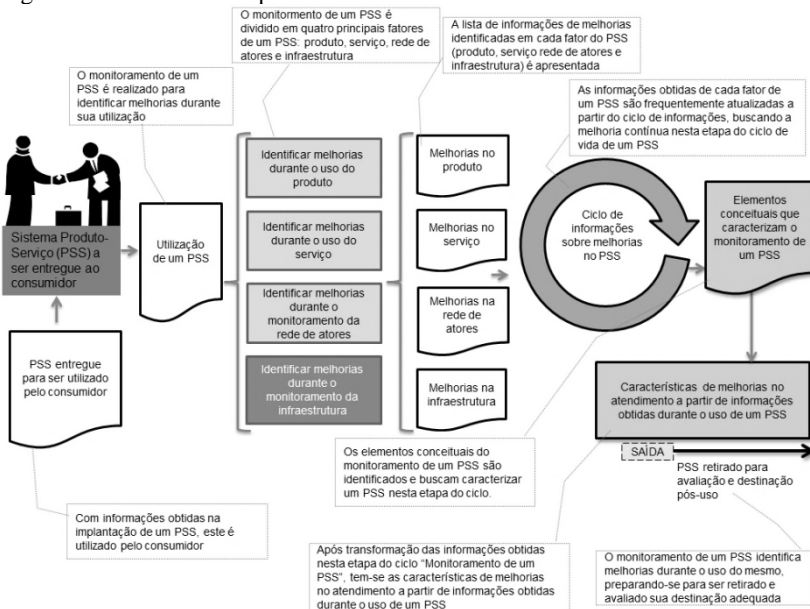 O monitormento de um PSS é
dividido em quatro principais fatores
de um PSS: produto, serviço, rede de
atores e infraestrutura
A lista de informações de melhorias
identificadas em cada fator do PSS
(produto, serviço rede de atores e
infraestrutura) é apresentada
O monitoramento de um
PSS é realizado para
identificar melhorias durante
sua utilização
As informações obtidas de cada fator de
um PSS são frequentemente atualizadas a
partir do ciclo de informações, buscando a
melhoria contínua nesta etapa do ciclo de
vida de um PSS
Sistema Produto-
Serviço (PSS) a
ser entregue ao
consumidor
Utilização
de um PSS
Identificar melhorias
durante o uso do
produto
Identificar melhorias
durante o uso do
serviço
Identificar melhorias
durante o
monitoramento da
rede de atores
Identificar melhorias
durante o
monitoramento da
infraestrutura
Melhorias no
produto
Melhorias no
serviço
Melhorias na
rede de
atores
Melhorias na
infraestrutura
Ciclo de
informações
sobre melhorias
no PSS
Elementos
conceituais que
caracterizam o
monitoramento de
um PSS
PSS entregue
para ser utilizado
pelo consumidor
Características de melhorias no
atendimento a partir de informações
obtidas durante o uso de um PSS
SAÍDA
PSS retirado para
avaliação e destinação
pós-uso
Os elementos conceituais do
monitoramento de um PSS são
identificados e buscam caracterizar
um PSS nesta etapa do ciclo.
Com informações obtidas na
implantação de um PSS, este é
utilizado pelo consumidor
Após transformação das informações obtidas
nesta etapa do ciclo “Monitoramento de um
PSS”, tem-se as características de melhorias
no atendimento a partir de informações obtidas
durante o uso de um PSS
O monitoramento de um PSS identifica
melhorias durante o uso do mesmo,
preparando-se para ser retirado e
avaliado sua destinação adequada